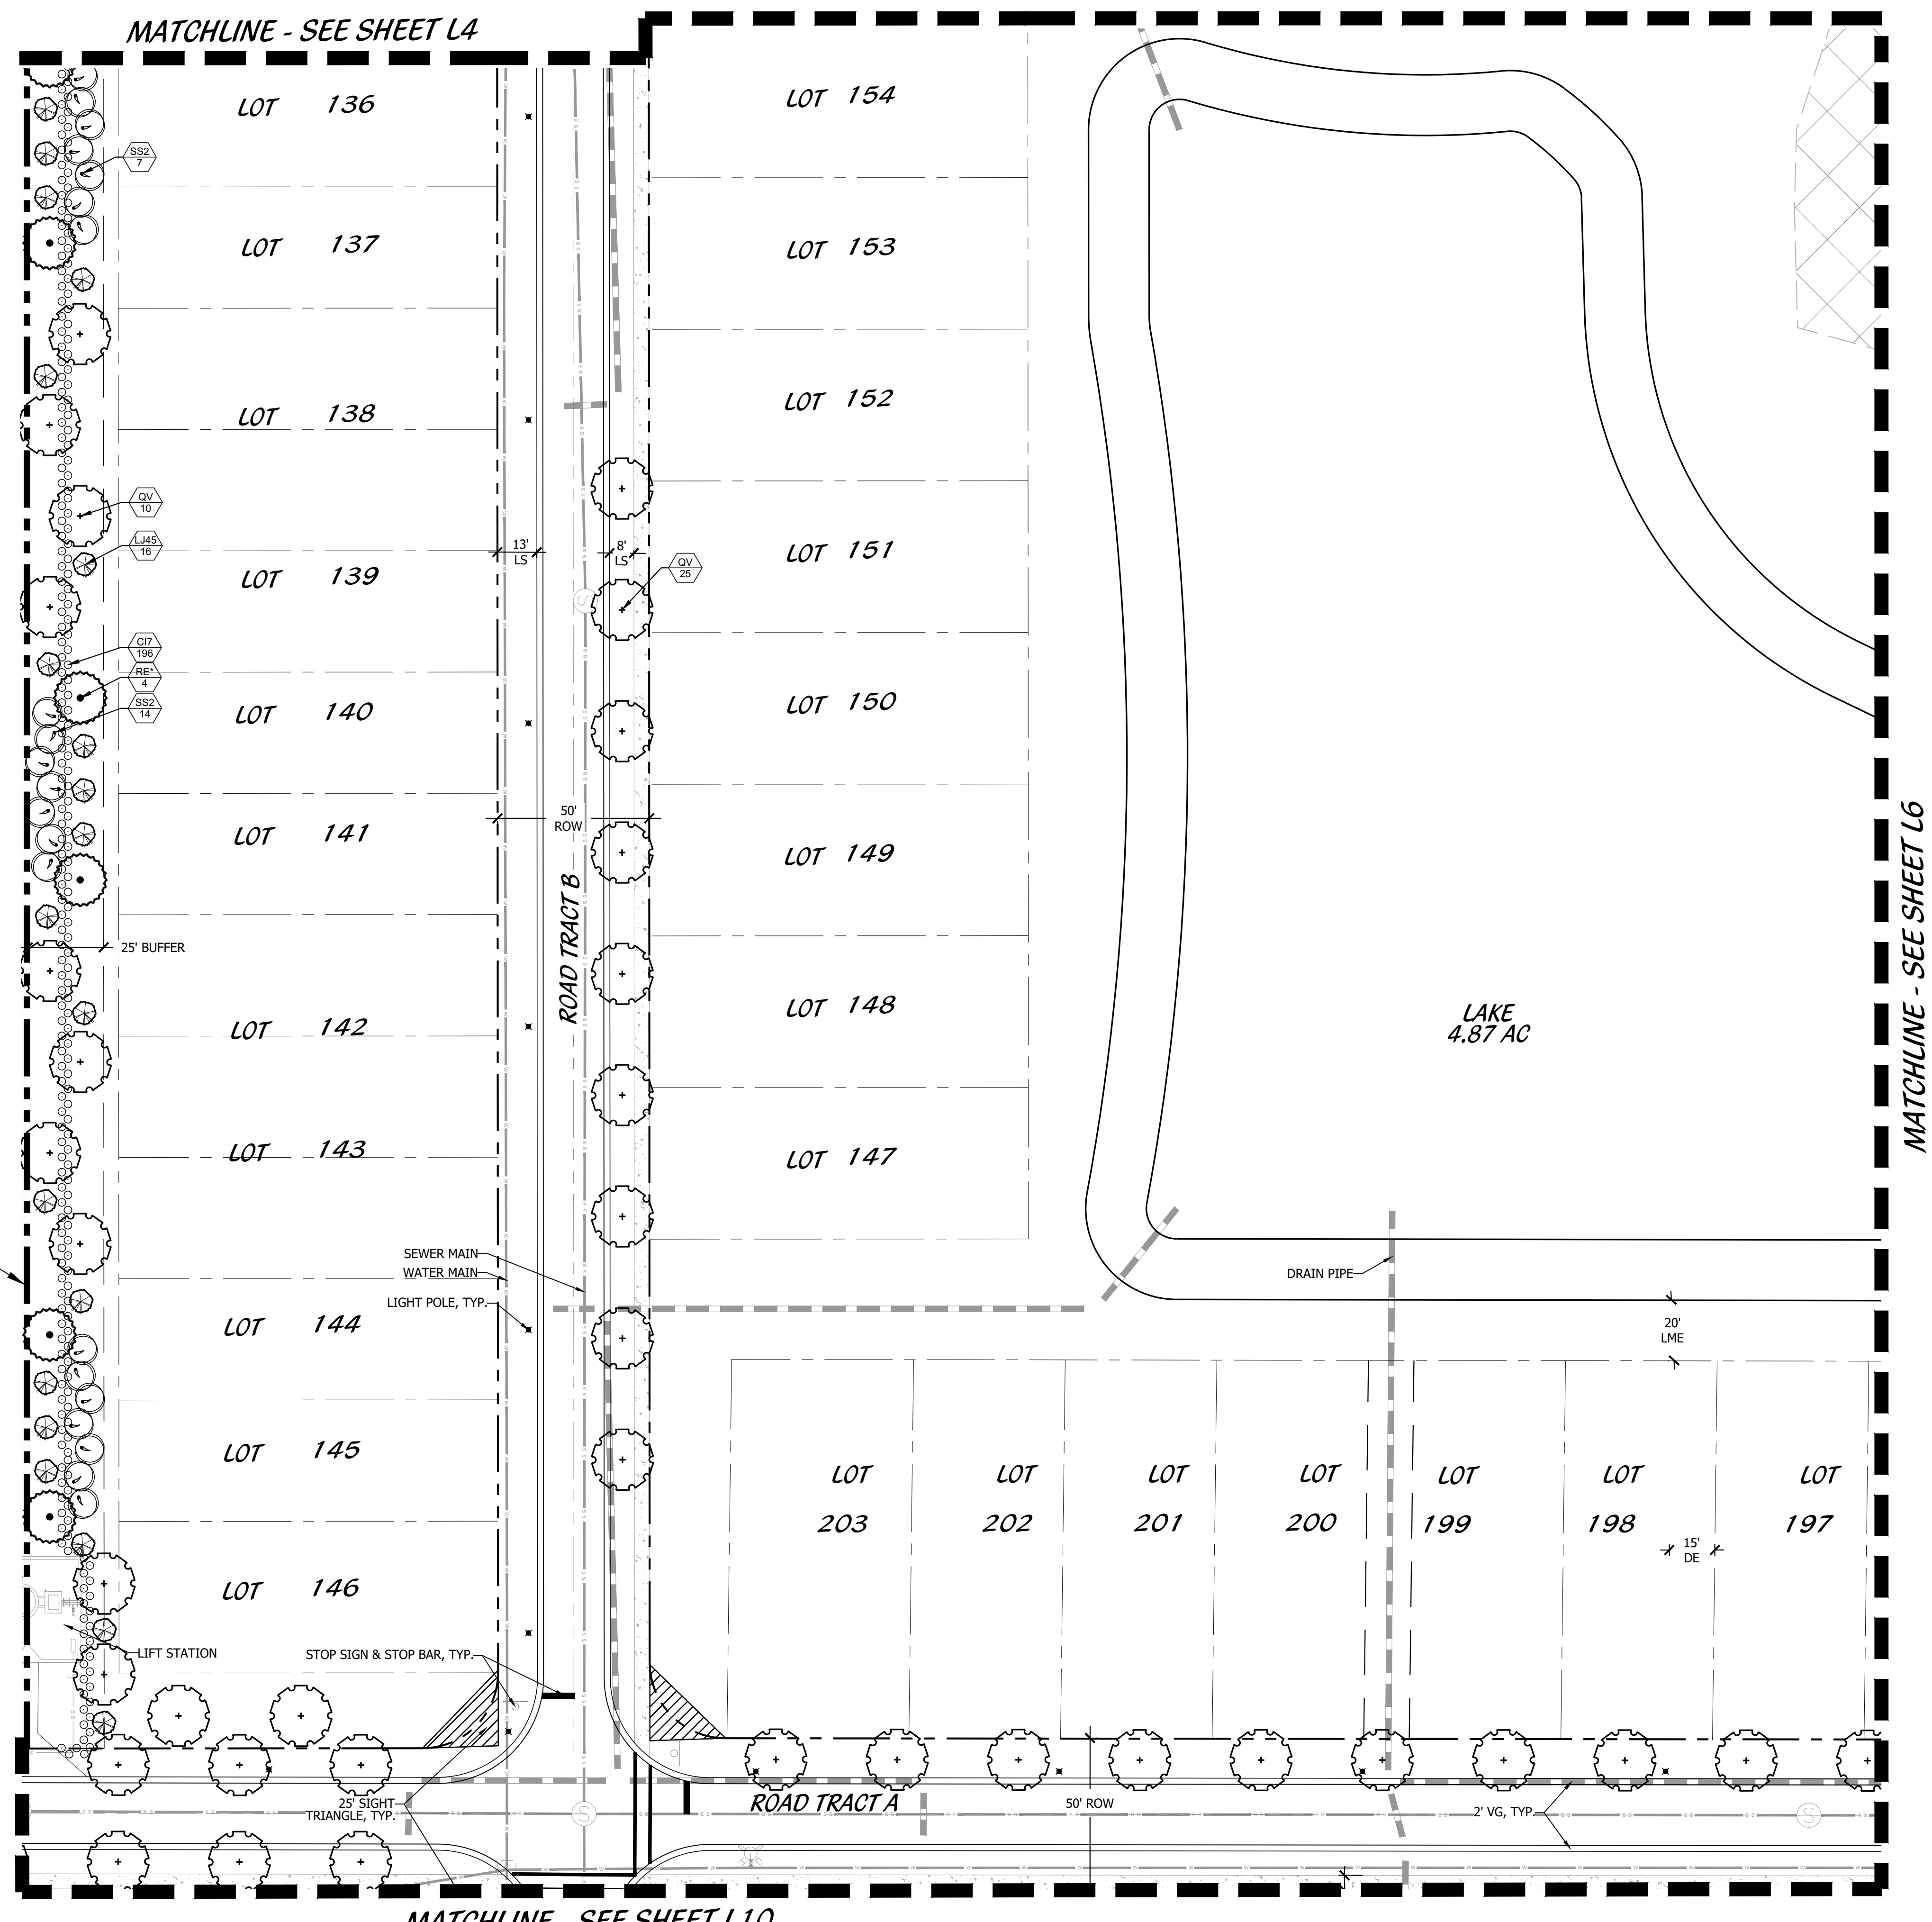 MATCHLINE - SEE SHEET L4
LOT 136
LOT 154
SS2
7
LOT 137
LOT 153
LOT 138
LOT 152
QV
10
LJ45
16
13'
LS
8'
LS
QV
25
LOT 139
LOT 151
CI7
196
RE*
4
SS2
14
LOT 140
LOT 150
50'
ROW
LOT 141
LOT 149
ROAD TRACT B
25' BUFFER
LOT 142
LOT 148
LAKE
4.87 AC
MATCHLINE - SEE SHEET L6
LOT 143
LOT 147
SEWER MAIN
WATER MAIN
LIGHT POLE, TYP.
DRAIN PIPE
20'
LME
LOT 144
LOT 145
LOT 203
LOT 202
LOT 201
LOT 200
LOT 199
LOT 198
LOT 197
15'
DE
LOT 146
LIFT STATION
STOP SIGN & STOP BAR, TYP.
25' SIGHT
TRIANGLE, TYP.
ROAD TRACT A
50' ROW
2' VG, TYP.
S
S
S
MATCHLINE - SEE SHEET L10